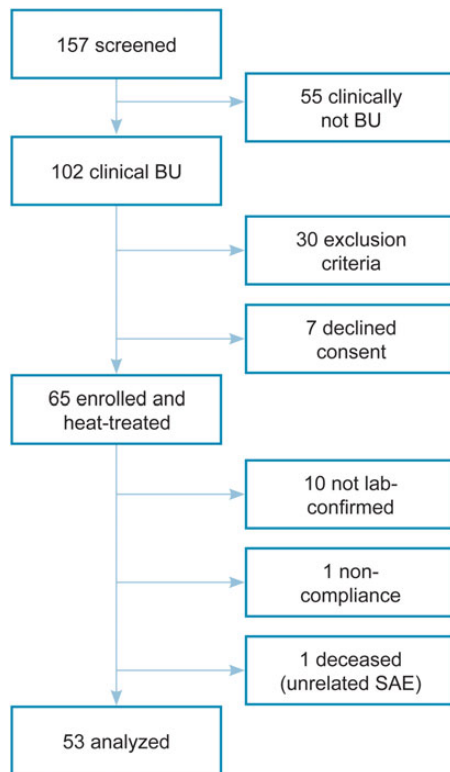 157 screened
55 clinically
not BU
102 clinical BU
30 exclusion
criteria
7 declined
consent
65 enrolled and
heat-treated
10 not lab-
confirmed
1 non-
compliance
1 deceased
(unrelated SAE)
53 analyzed